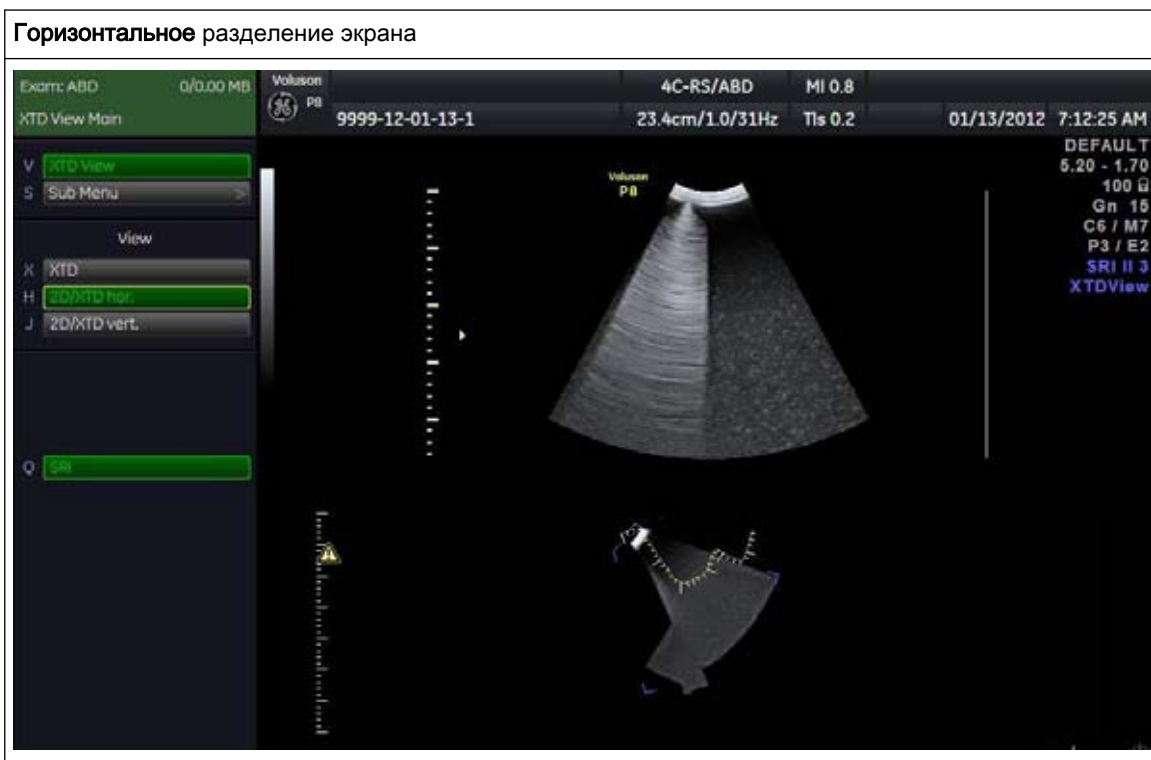 Горизонтальное разделение экрана
Exam: ABD 0/0.00 MB
XTD View Main
Voluson
P8
4C-RS/ABD MI 0.8
9999-12-01-13-1 23.4cm/1.0/31Hz TIs 0.2 01/13/2012 7:12:25 AM
V XTD View
S Sub Menu >
View
X XTD
H 2D/XTD hor.
J 2D/XTD vert.
Q SRI
Voluson
P8
DEFAULT
5.20 - 1.70
100
Gn 15
C6 / M7
P3 / E2
SRI II 3
XTDView